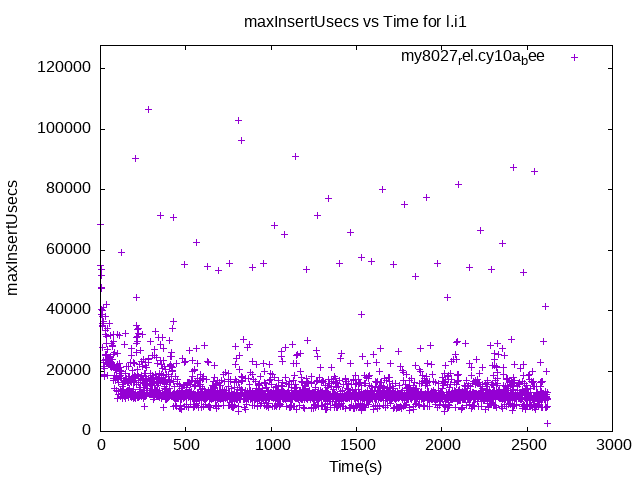 maxInsertUsecs vs Time for l.i1
my8027rel.cy10abee
120000
100000
80000
60000
40000
20000
0
maxInsertUsecs
0 500 1000 1500 2000 2500 3000
Time(s)